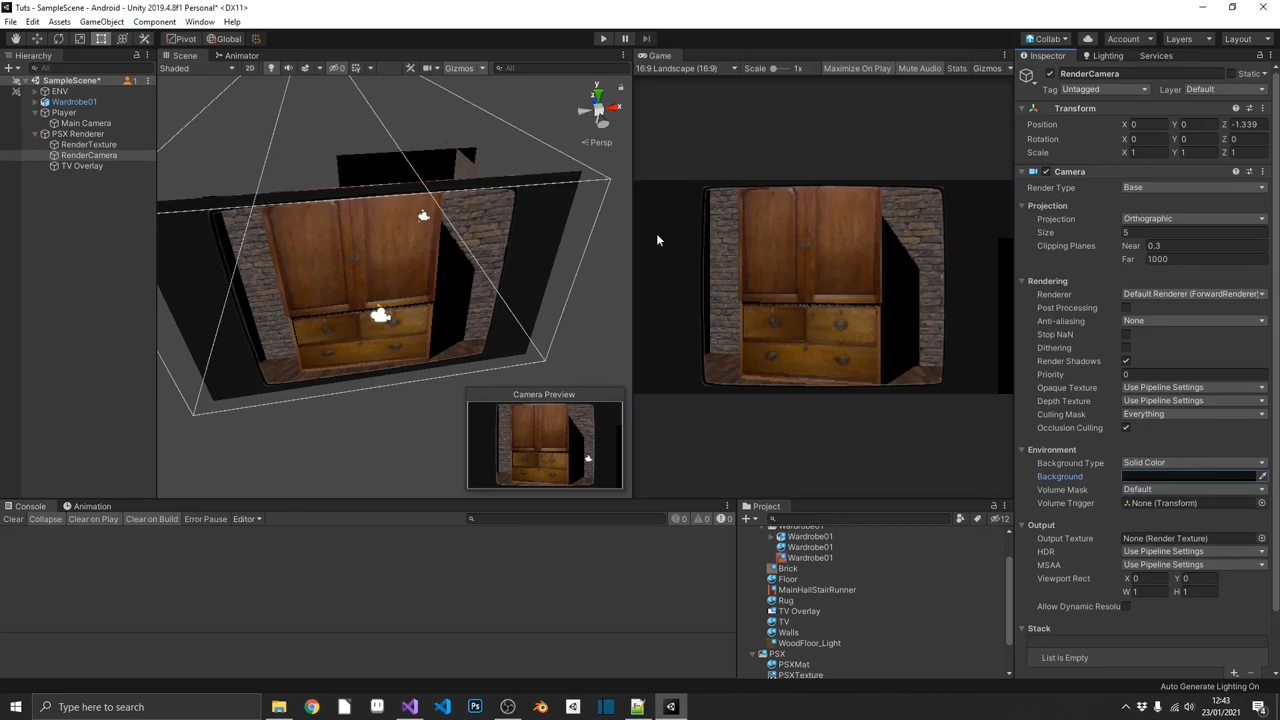 Tuts - SampleScene - Android - Unity 2019.4.8f1 Personal* <DX11>
File Edit Assets GameObject Component Window Help
Pivot Global Collab Account Layers Layout
Hierarchy Scene Animator Game Inspector Lighting Services
All Shaded 2D 0 Gizmos All 16:9 Landscape (16:9) Scale 1x Maximize On Play Mute Audio Stats Gizmos
RenderCamera Static
SampleScene* 1
Tag Untagged Layer Default
ENV
Wardrobe01
Player
Main Camera
PSX Renderer
RenderTexture
RenderCamera
TV Overlay
y
z
x
Persp
Camera Preview
Transform
Position X 0 Y 0 Z -1.339
Rotation X 0 Y 0 Z 0
Scale X 1 Y 1 Z 1
Camera
Render Type Base
Projection
Projection Orthographic
Size 5
Clipping Planes Near 0.3
Far 1000
Rendering
Renderer Default Renderer (ForwardRenderer)
Post Processing
Anti-aliasing None
Stop NaN
Dithering
Render Shadows
Priority 0
Opaque Texture Use Pipeline Settings
Depth Texture Use Pipeline Settings
Culling Mask Everything
Occlusion Culling
Environment
Background Type Solid Color
Background
Volume Mask Default
Volume Trigger None (Transform)
Output
Output Texture None (Render Texture)
HDR Use Pipeline Settings
MSAA Use Pipeline Settings
Viewport Rect X 0 Y 0
W 1 H 1
Allow Dynamic Resolu
Stack
List is Empty
Console Animation
Clear Collapse Clear on Play Clear on Build Error Pause Editor 0 0 0
Project
12
Wardrobe01
Wardrobe01
Wardrobe01
Wardrobe01
Brick
Floor
MainHallStairRunner
Rug
TV Overlay
TV
Walls
WoodFloor_Light
PSX
PSXMat
PSXTexture
Auto Generate Lighting On
Type here to search
12:43
23/01/2021